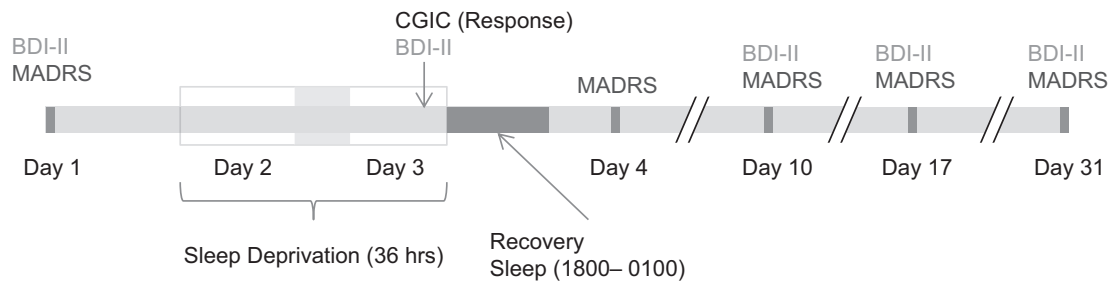 CGIC (Response)
BDI-II
BDI-II
MADRS
MADRS
BDI-II
MADRS
BDI-II
MADRS
BDI-II
MADRS
Day 1
Day 2
Day 3
Day 4
Day 10
Day 17
Day 31
Sleep Deprivation (36 hrs)
Recovery
Sleep (1800– 0100)